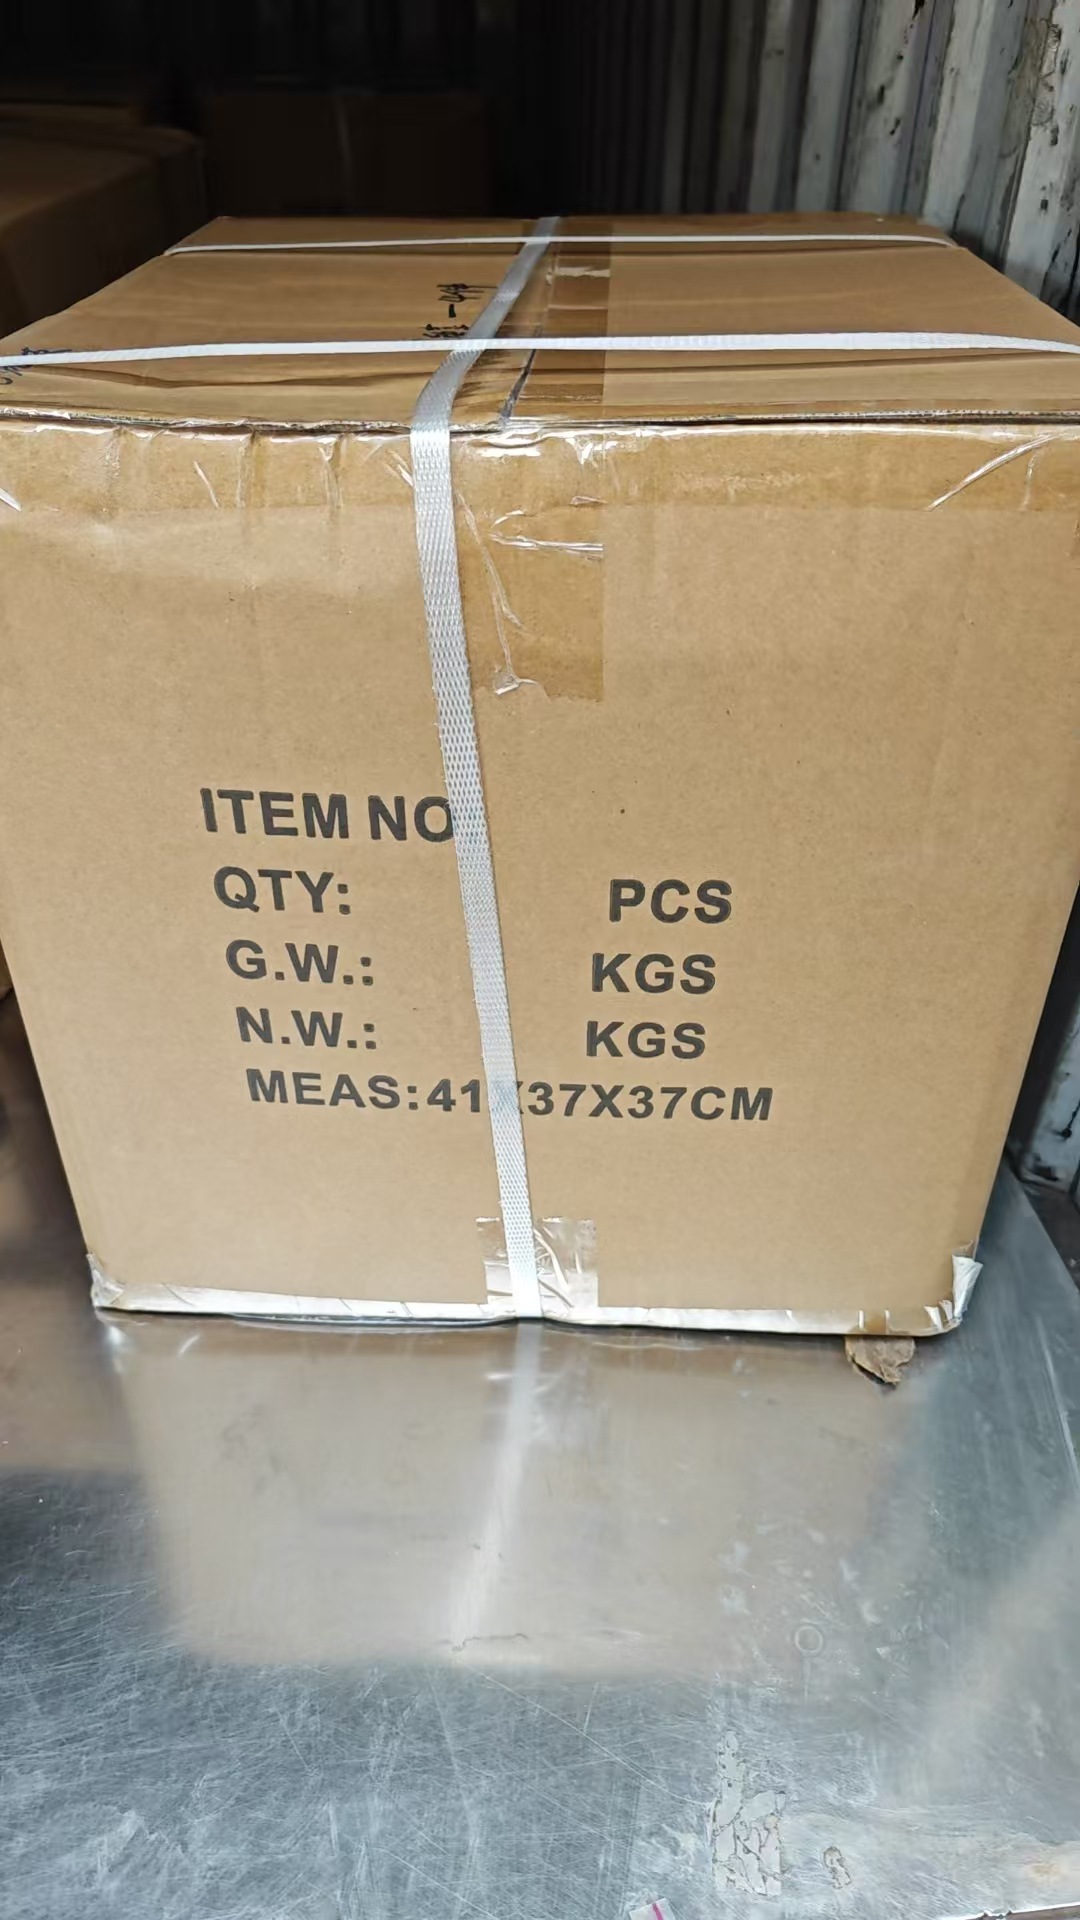 ITEM NO
QTY: PCS
G.W.: KGS
N.W.: KGS
MEAS:41X37X37CM